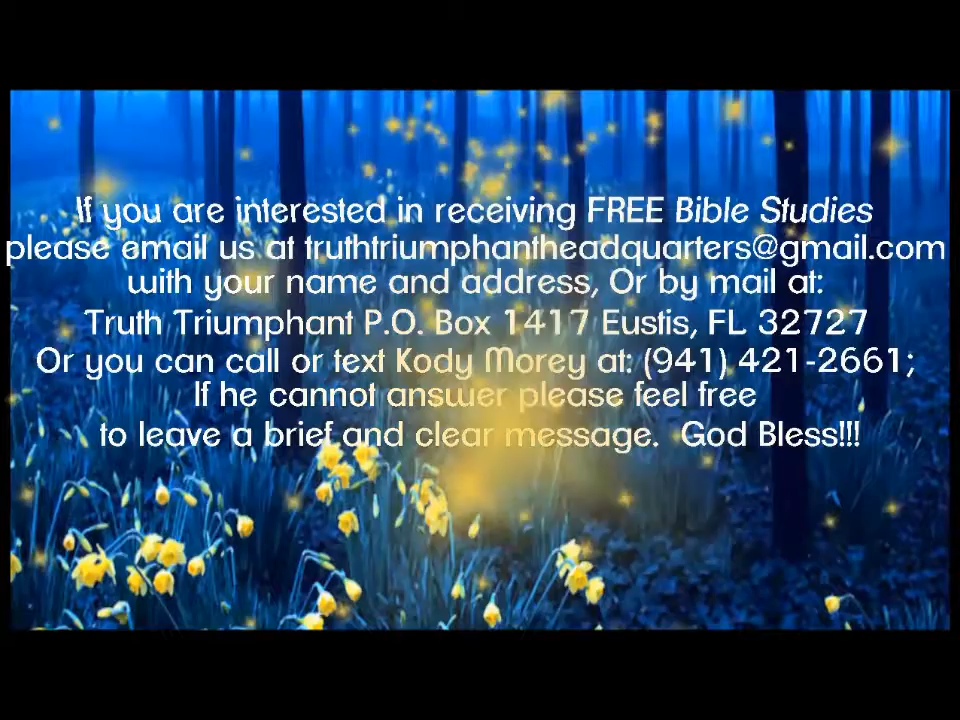 If you are interested in receiving FREE Bible Studies
please email us at truthtriumphantheadquarters@gmail.com
with your name and address, Or by mail at:
Truth Triumphant P.O. Box 1417 Eustis, FL 32727
Or you can call or text Kody Morey at: (941) 421-2661;
If he cannot answer please feel free
to leave a brief and clear message.  God Bless!!!